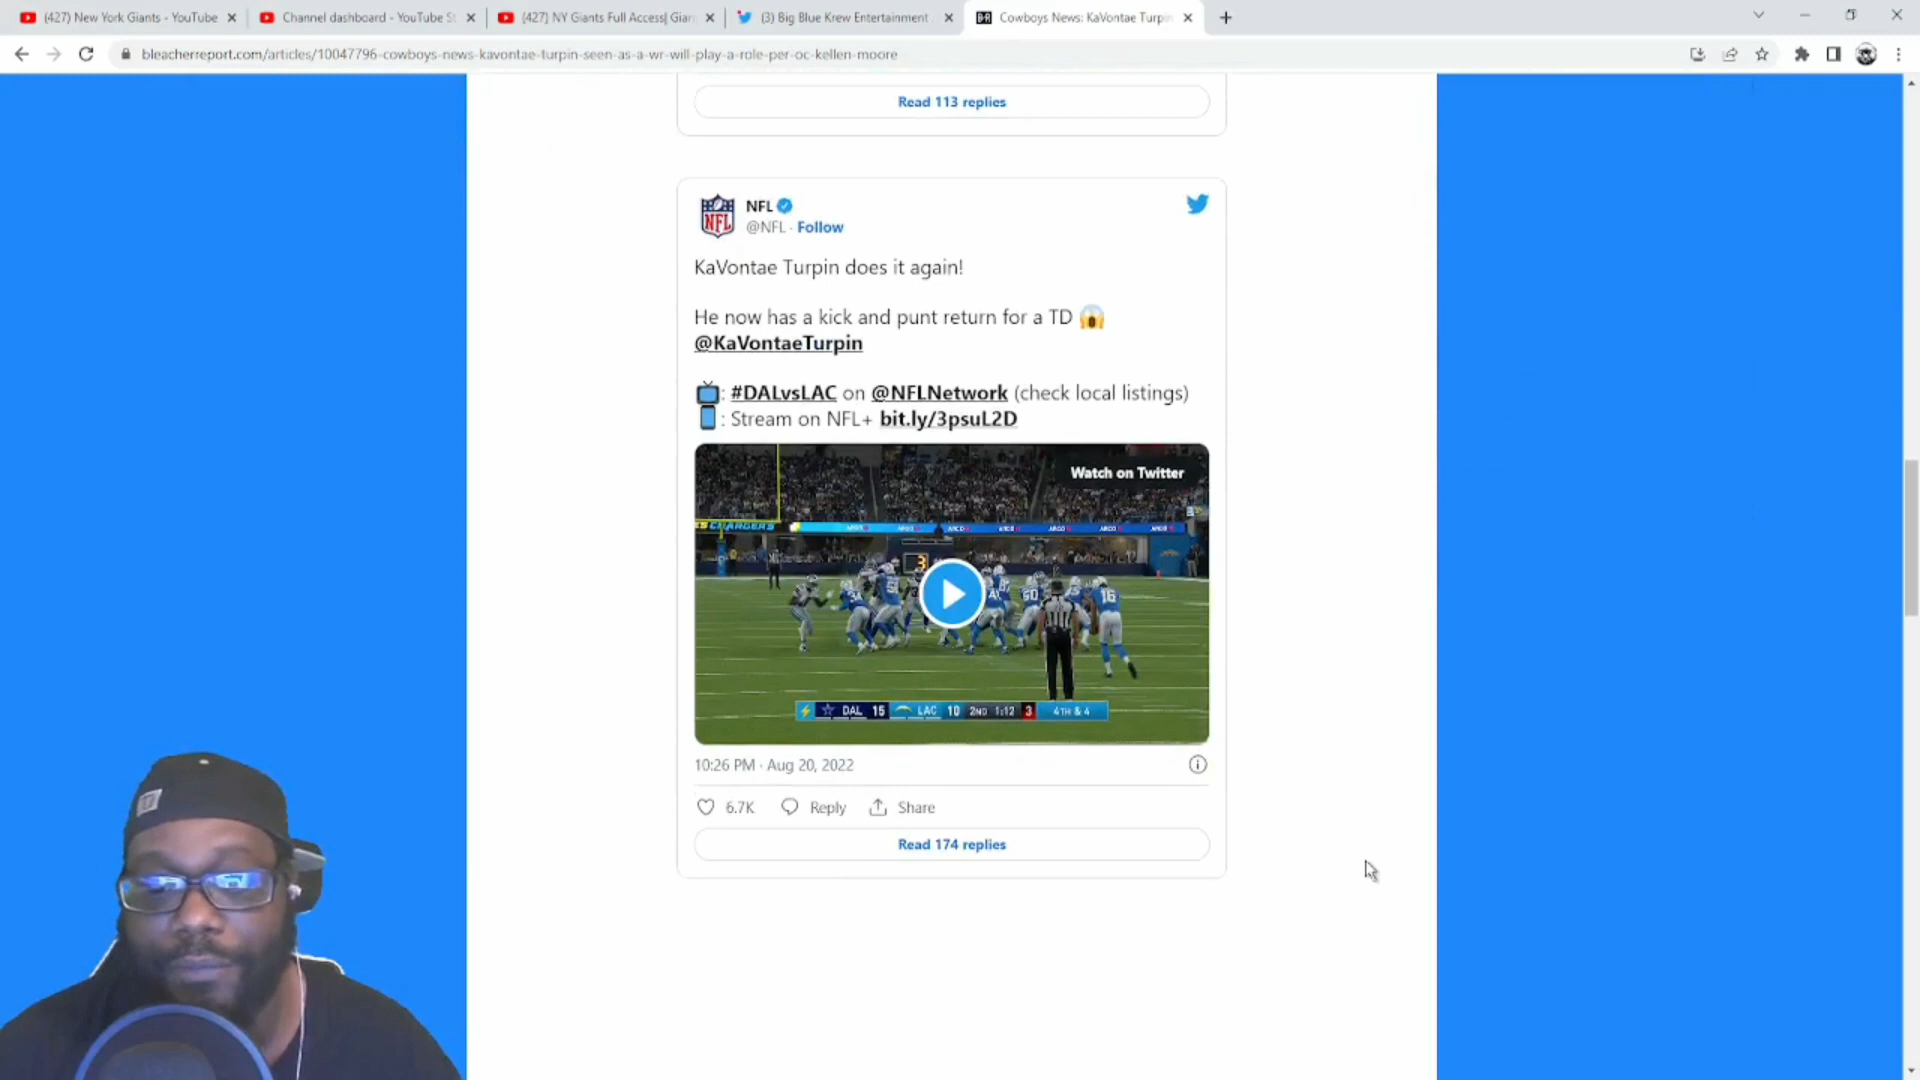 (427) New York Giants - YouTube
Channel dashboard - YouTube St
(427) NY Giants Full Access| Gian
(3) Big Blue Krew Entertainment
B/R
Cowboys News: KaVontae Turpin
bleacherreport.com/articles/10047796-cowboys-news-kavontae-turpin-seen-as-a-wr-will-play-a-role-per-oc-kellen-moore
Read 113 replies
NFL
NFL
@NFL · Follow
KaVontae Turpin does it again!
He now has a kick and punt return for a TD 😱
@KaVontaeTurpin
📺: #DALvsLAC on @NFLNetwork (check local listings)
📱: Stream on NFL+ bit.ly/3psuL2D
Watch on Twitter
CHARGERS
3
16
DAL 15 LAC 10 2ND 1:12 3 4TH & 4
10:26 PM · Aug 20, 2022
6.7K Reply Share
Read 174 replies